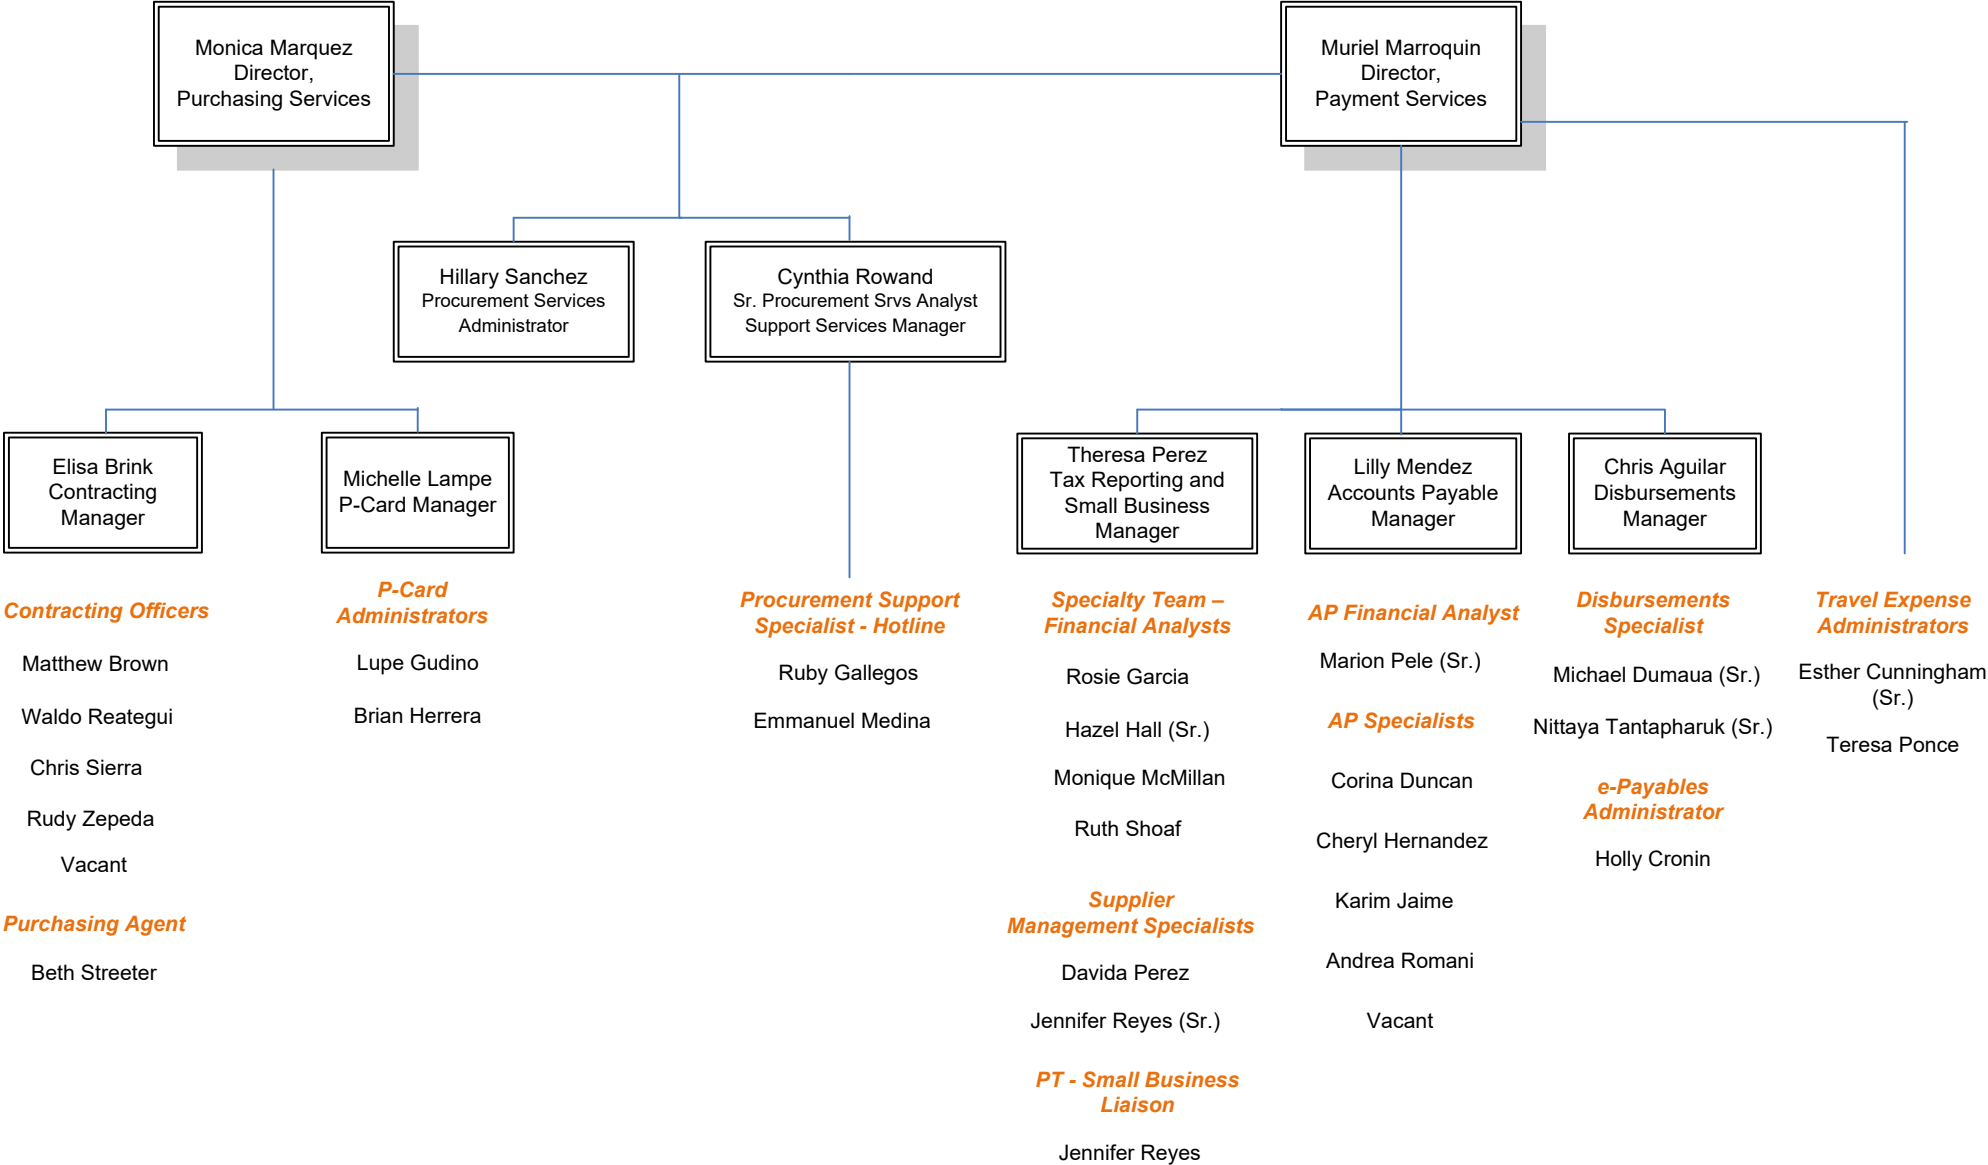 Monica Marquez
Director,
Purchasing Services
Muriel Marroquin
Director,
Payment Services
Hillary Sanchez
Procurement Services
Administrator
Cynthia Rowand
Sr. Procurement Srvs Analyst
Support Services Manager
Elisa Brink
Contracting
Manager
Michelle Lampe
P-Card Manager
Theresa Perez
Tax Reporting and
Small Business
Manager
Lilly Mendez
Accounts Payable
Manager
Chris Aguilar
Disbursements
Manager
Contracting Officers
Matthew Brown
Waldo Reategui
Chris Sierra
Rudy Zepeda
Vacant
Purchasing Agent
Beth Streeter
P-Card
Administrators
Lupe Gudino
Brian Herrera
Procurement Support
Specialist - Hotline
Ruby Gallegos
Emmanuel Medina
Specialty Team –
Financial Analysts
Rosie Garcia
Hazel Hall (Sr.)
Monique McMillan
Ruth Shoaf
Supplier
Management Specialists
Davida Perez
Jennifer Reyes (Sr.)
PT - Small Business
Liaison
Jennifer Reyes
AP Financial Analyst
Marion Pele (Sr.)
AP Specialists
Corina Duncan
Cheryl Hernandez
Karim Jaime
Andrea Romani
Vacant
Disbursements
Specialist
Michael Dumaua (Sr.)
Nittaya Tantapharuk (Sr.)
e-Payables
Administrator
Holly Cronin
Travel Expense
Administrators
Esther Cunningham
(Sr.)
Teresa Ponce